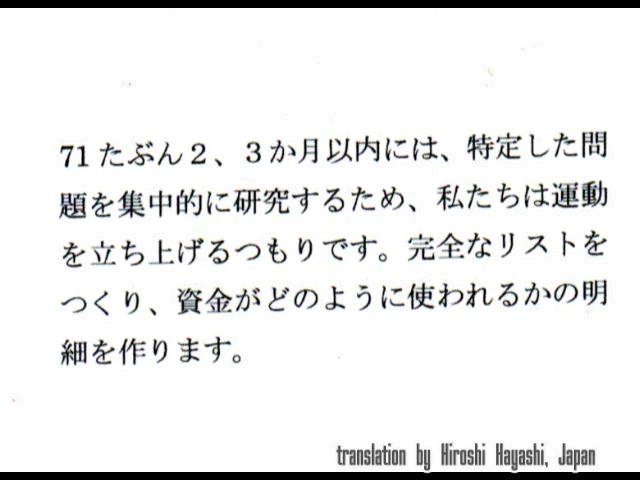 71たぶん２、３か月以内には、特定した問
題を集中的に研究するため、私たちは運動
を立ち上げるつもりです。完全なリストを
つくり、資金がどのように使われるかの明
細を作ります。
translation by Hiroshi Hayashi, Japan